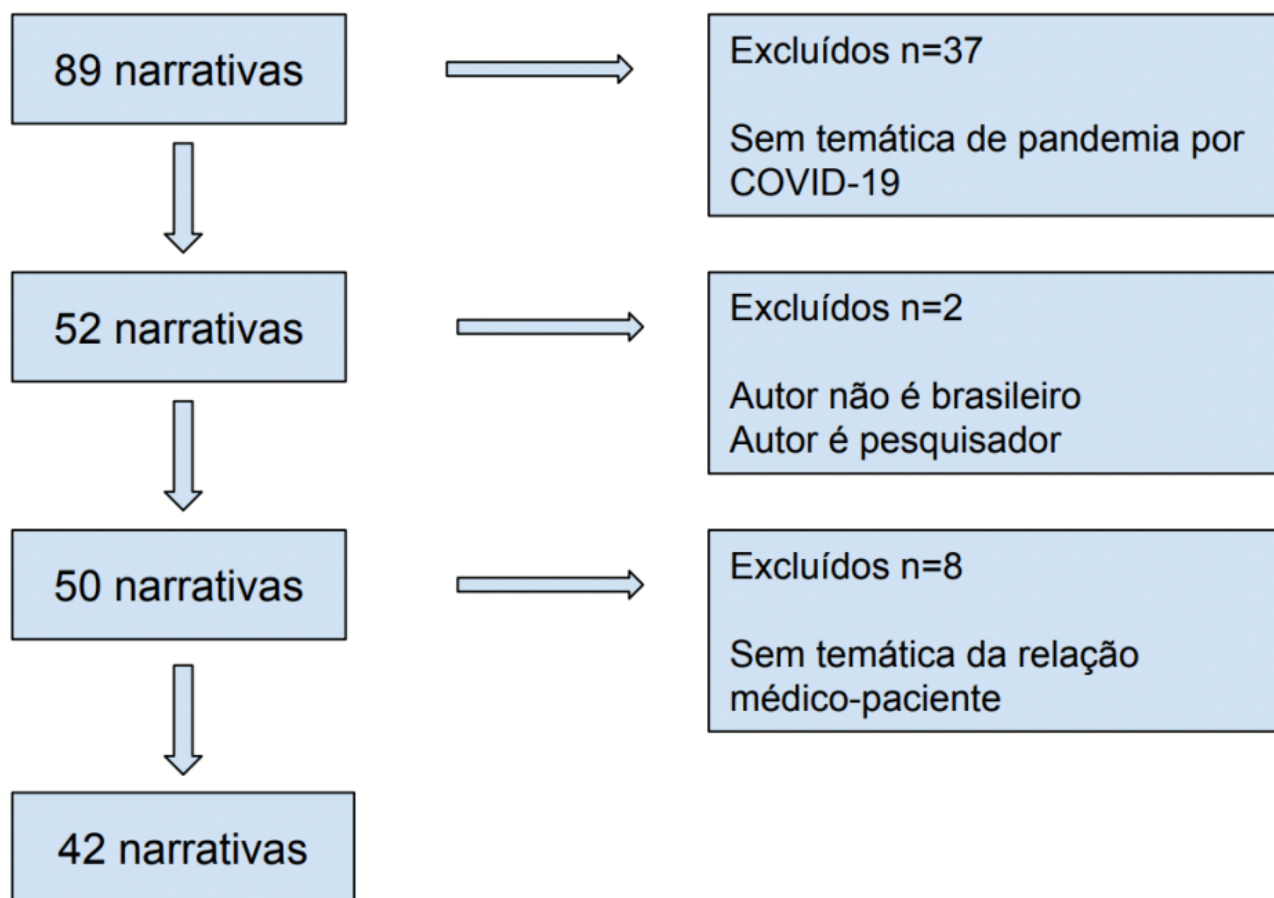 89 narrativas
Excluídos n=37
Sem temática de pandemia por
COVID-19
52 narrativas
Excluídos n=2
Autor não é brasileiro
Autor é pesquisador
50 narrativas
Excluídos n=8
Sem temática da relação
médico-paciente
42 narrativas